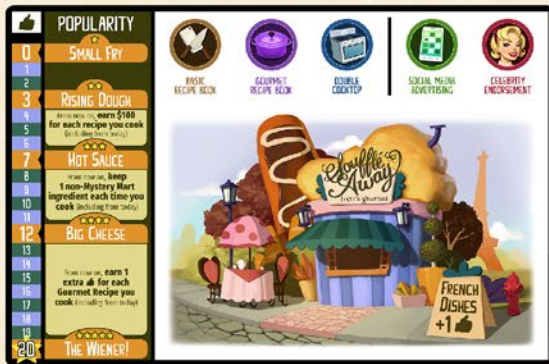 POPULARITY
0 SMALL FRY
1
2
3 RISING DOUGH
From now on, earn $100
for each recipe you cook
(including from today)
4
5
6
7 HOT SAUCE
From now on, keep
1 non-Mystery Mart
ingredient each time you
cook (including from today)
8
9
10
11
12 BIG CHEESE
13
14
15
16
17
18
19
From now on, earn 1
extra for each
Gourmet Recipe you
cook (including from today)
20 THE WIENER!
BASIC
RECIPE BOOK
GOURMET
RECIPE BOOK
DOUBLE
COOKTOP
SOCIAL MEDIA
ADVERTISING
CELEBRITY
ENDORSEMENT
Soufflé
Away
FRENCH
DISHES
+1